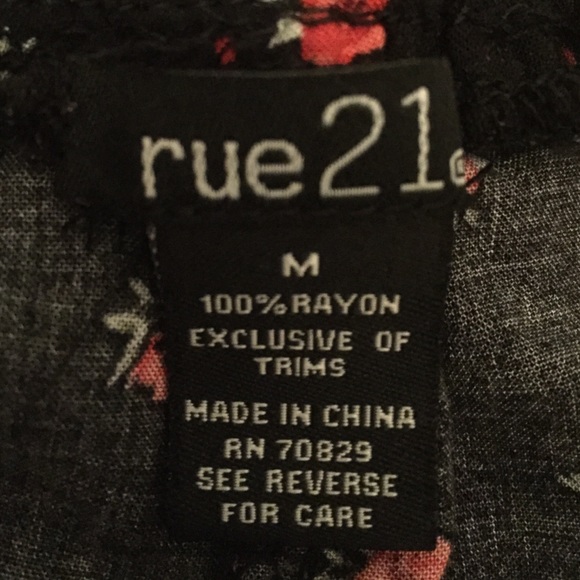 rue21®
M
100% RAYON
EXCLUSIVE OF
TRIMS
MADE IN CHINA
RN 70829
SEE REVERSE
FOR CARE